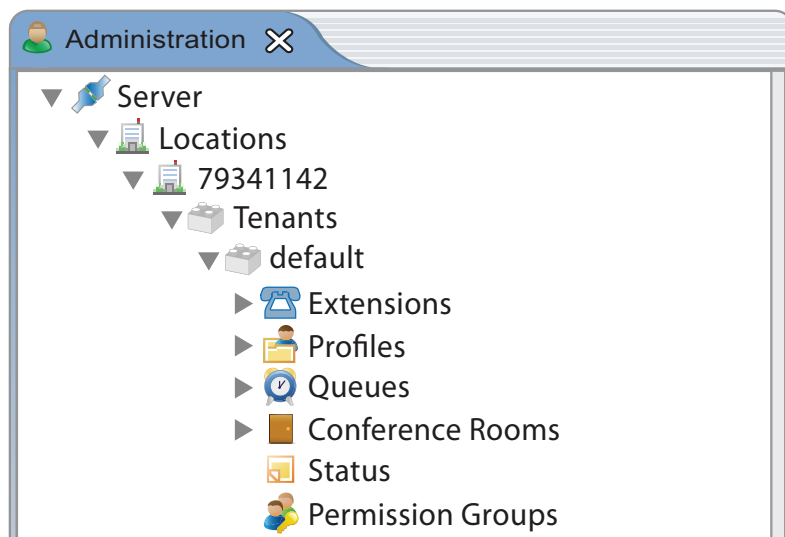 Administration
Server
Locations
79341142
Tenants
default
Extensions
Profiles
Queues
Conference Rooms
Status
Permission Groups